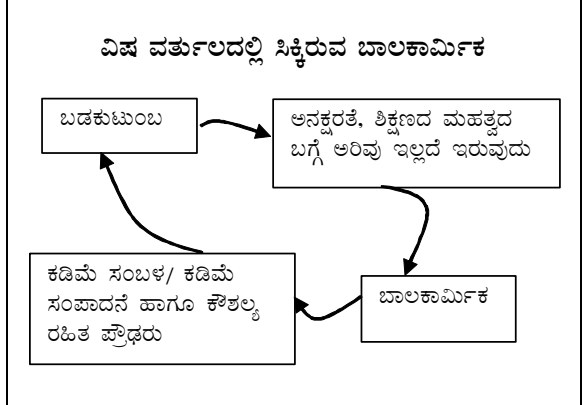 ವಿಷ ವರ್ತುಲದಲ್ಲಿ ಸಿಕ್ಕಿರುವ ಬಾಲಕಾರ್ಮಿಕ
ಬಡಕುಟುಂಬ
ಅನಕ್ಷರತೆ, ಶಿಕ್ಷಣದ ಮಹತ್ವದ
ಬಗ್ಗೆ ಅರಿವು ಇಲ್ಲದೆ ಇರುವುದು
ಬಾಲಕಾರ್ಮಿಕ
ಕಡಿಮೆ ಸಂಬಳ/ ಕಡಿಮೆ
ಸಂಪಾದನೆ ಹಾಗೂ ಕೌಶಲ್ಯ
ರಹಿತ ಪ್ರೌಢರು